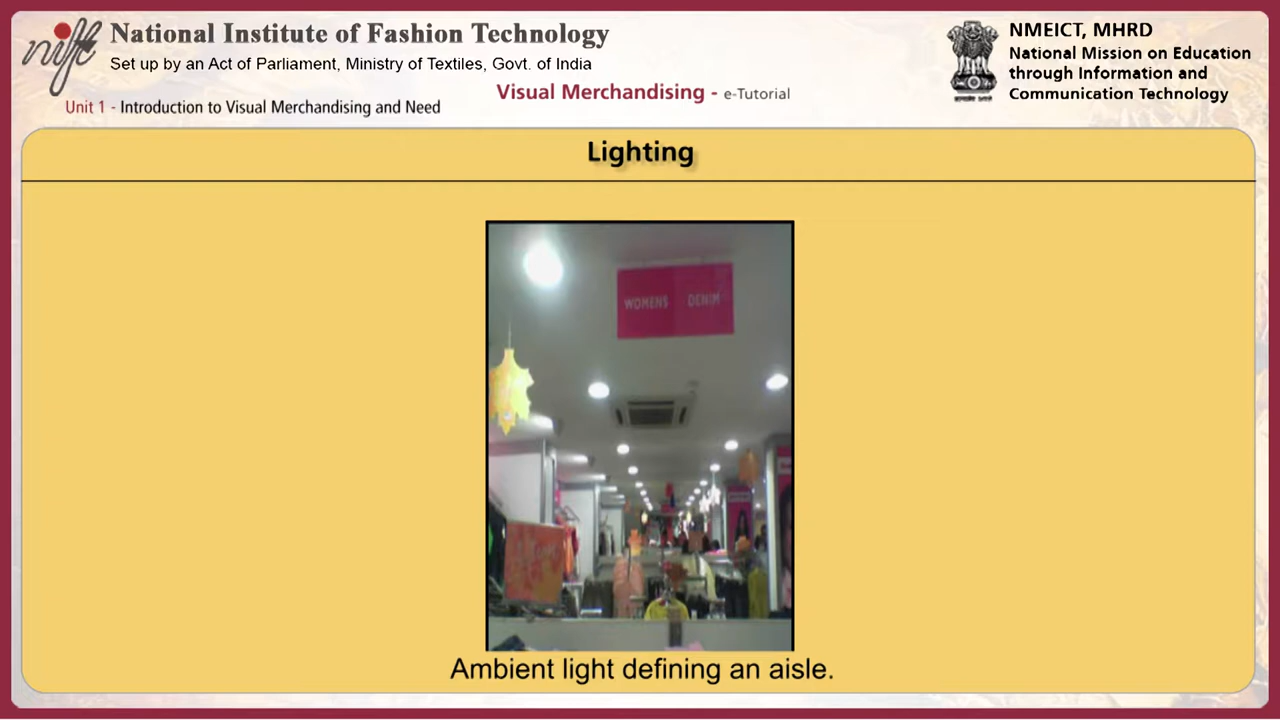 nift
National Institute of Fashion Technology
Set up by an Act of Parliament, Ministry of Textiles, Govt. of India
Unit 1 - Introduction to Visual Merchandising and Need
Visual Merchandising - e-Tutorial
NMEICT, MHRD
National Mission on Education
through Information and
Communication Technology
Lighting
WOMENS DENIM
Ambient light defining an aisle.